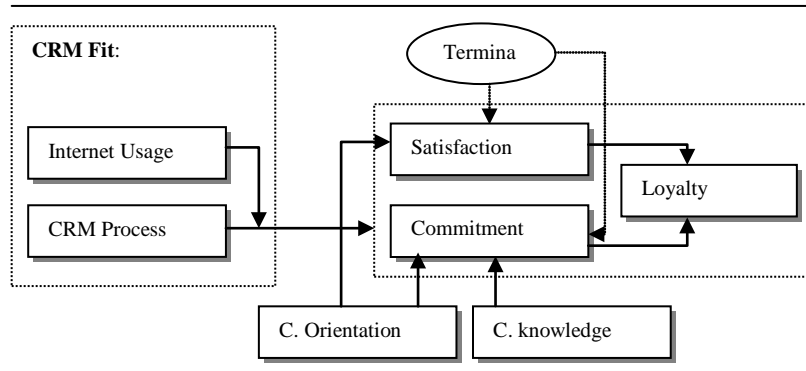 CRM Fit:
Termina
Internet Usage
Satisfaction
Loyalty
CRM Process
Commitment
C. Orientation
C. knowledge